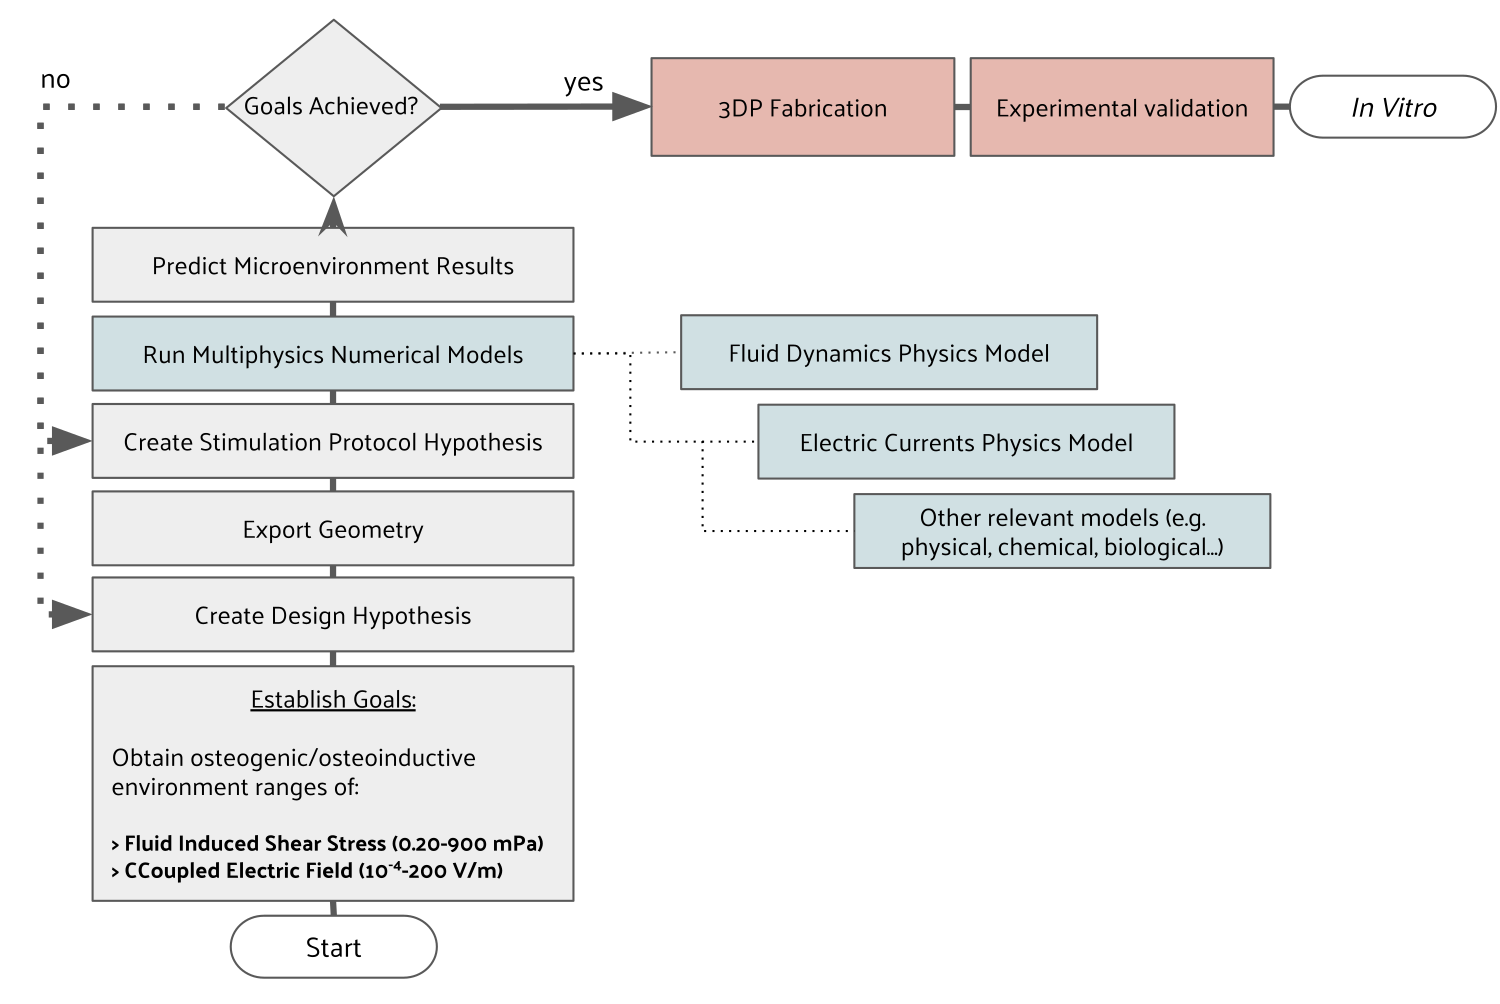 no
Goals Achieved?
yes
3DP Fabrication
Experimental validation
In Vitro
Predict Microenvironment Results
Run Multiphysics Numerical Models
Fluid Dynamics Physics Model
Create Stimulation Protocol Hypothesis
Electric Currents Physics Model
Export Geometry
Other relevant models (e.g.
physical, chemical, biological...)
Create Design Hypothesis
Establish Goals:
Obtain osteogenic/osteoinductive
environment ranges of:
> Fluid Induced Shear Stress (0.20-900 mPa)
> CCoupled Electric Field (10⁻⁴-200 V/m)
Start